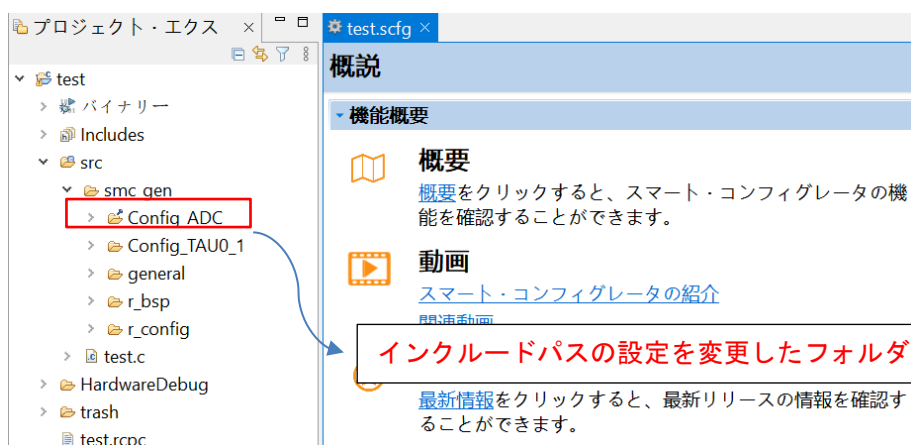 プロジェクト・エクス
test
バイナリー
Includes
src
smc_gen
Config_ADC
Config_TAU0_1
general
r_bsp
r_config
test.c
HardwareDebug
trash
test.rcpc
test.scfg
概説
機能概要
概要
概要をクリックすると、スマート・コンフィグレータの機
能を確認することができます。
動画
スマート・コンフィグレータの紹介
関連動画
インクルードパスの設定を変更したフォルダ
最新情報をクリックすると、最新リリースの情報を確認す
ることができます。